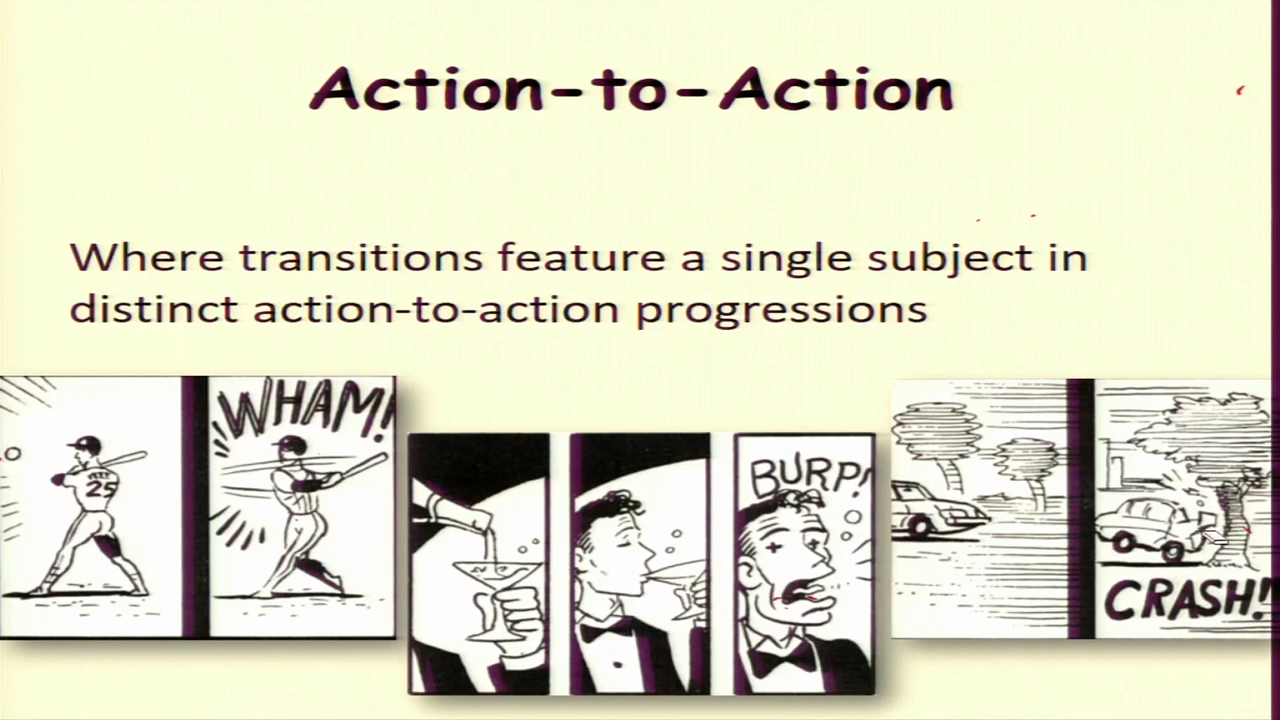 Action-to-Action
Where transitions feature a single subject in
distinct action-to-action progressions
WHAM!
25
BURP!
CRASH!